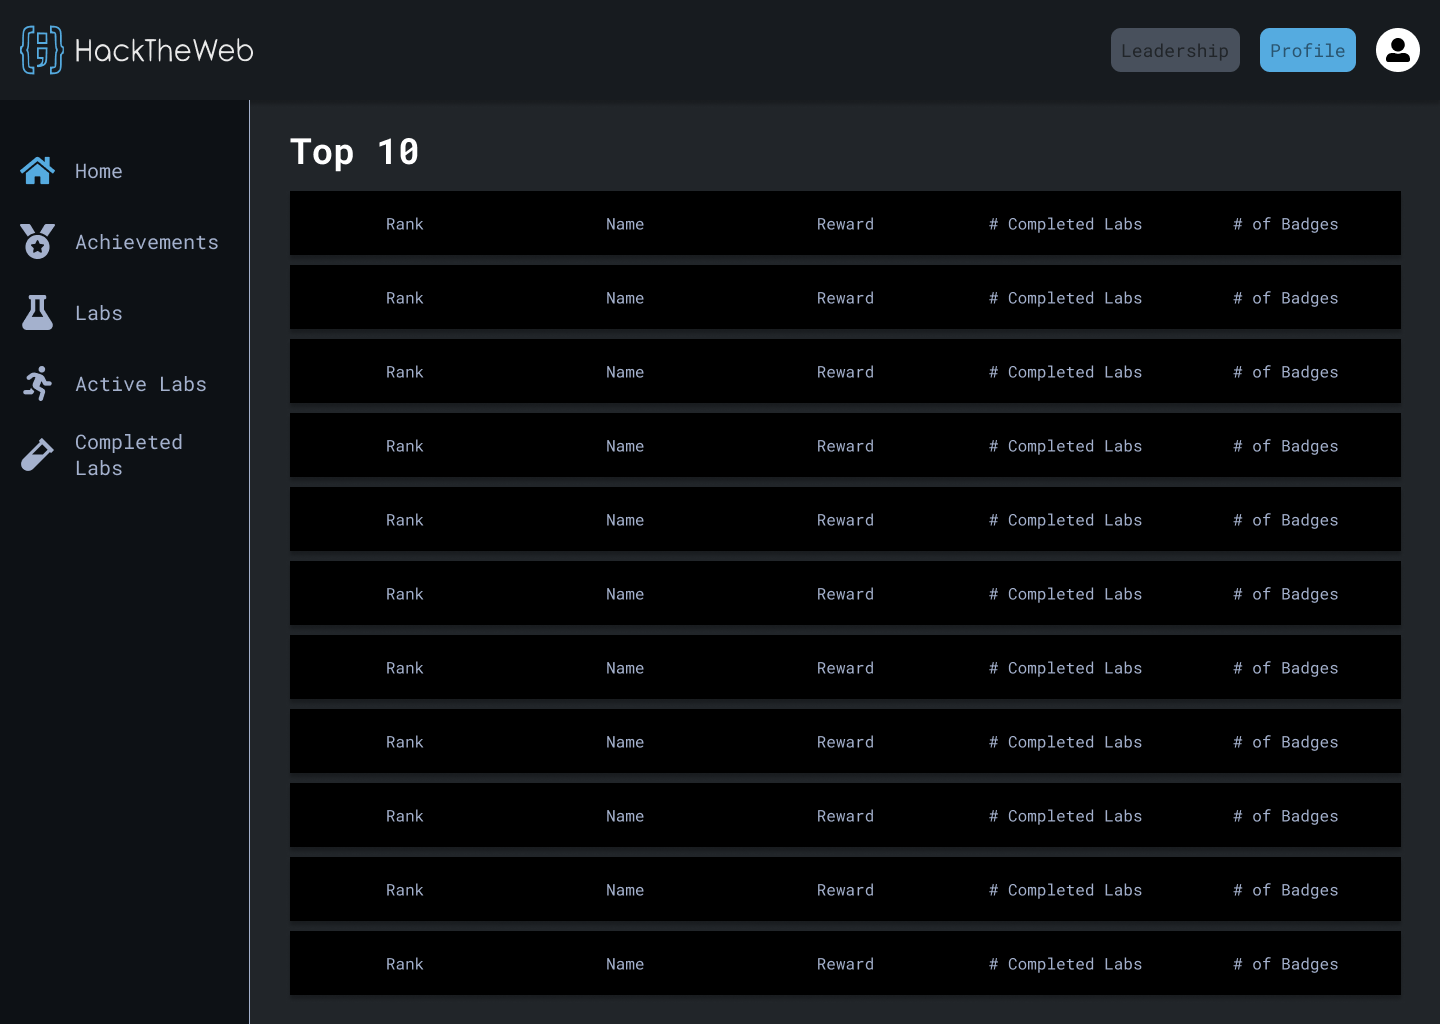 HackTheWeb
Leadership
Profile
Home
Achievements
Labs
Active Labs
Completed
Labs
Top 10
Rank Name Reward # Completed Labs # of Badges
Rank Name Reward # Completed Labs # of Badges
Rank Name Reward # Completed Labs # of Badges
Rank Name Reward # Completed Labs # of Badges
Rank Name Reward # Completed Labs # of Badges
Rank Name Reward # Completed Labs # of Badges
Rank Name Reward # Completed Labs # of Badges
Rank Name Reward # Completed Labs # of Badges
Rank Name Reward # Completed Labs # of Badges
Rank Name Reward # Completed Labs # of Badges
Rank Name Reward # Completed Labs # of Badges